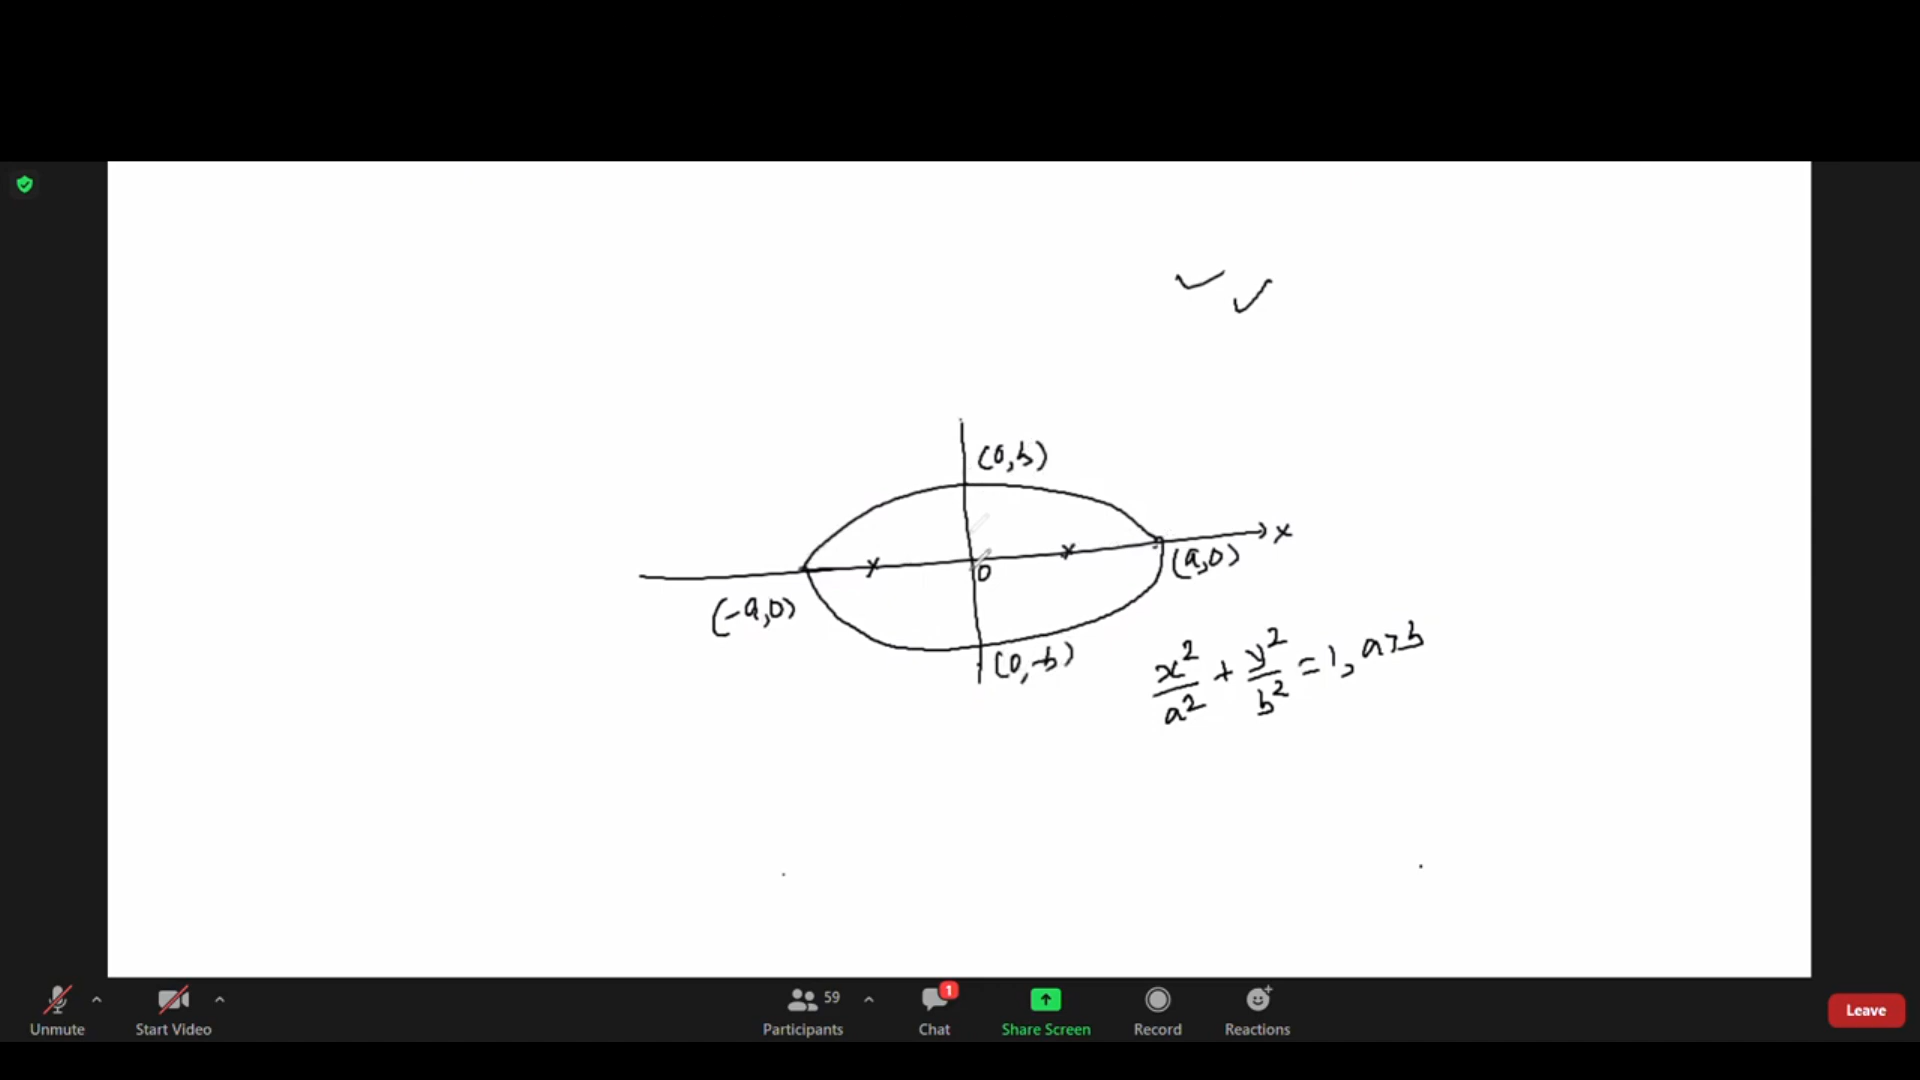 (0,b)
x
(a,0)
0
(-a,0)
(0,-b)
x²/a² + y²/b² = 1, a>b
Unmute
Start Video
59
Participants
1
Chat
Share Screen
Record
Reactions
Leave